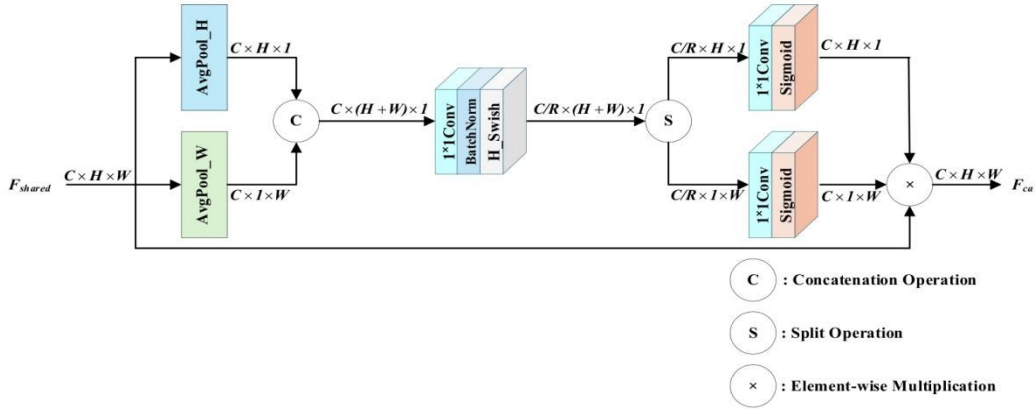 F_shared
C×H×W
AvgPool_H
C×H×1
AvgPool_W
C×1×W
C
C×(H+W)×1
1×1Conv
BatchNorm
H_Swish
C/R×(H+W)×1
S
C/R×H×1
1×1Conv
Sigmoid
C×H×1
C/R×1×W
1×1Conv
Sigmoid
C×1×W
×
C×H×W
F_ca
C : Concatenation Operation
S : Split Operation
× : Element-wise Multiplication